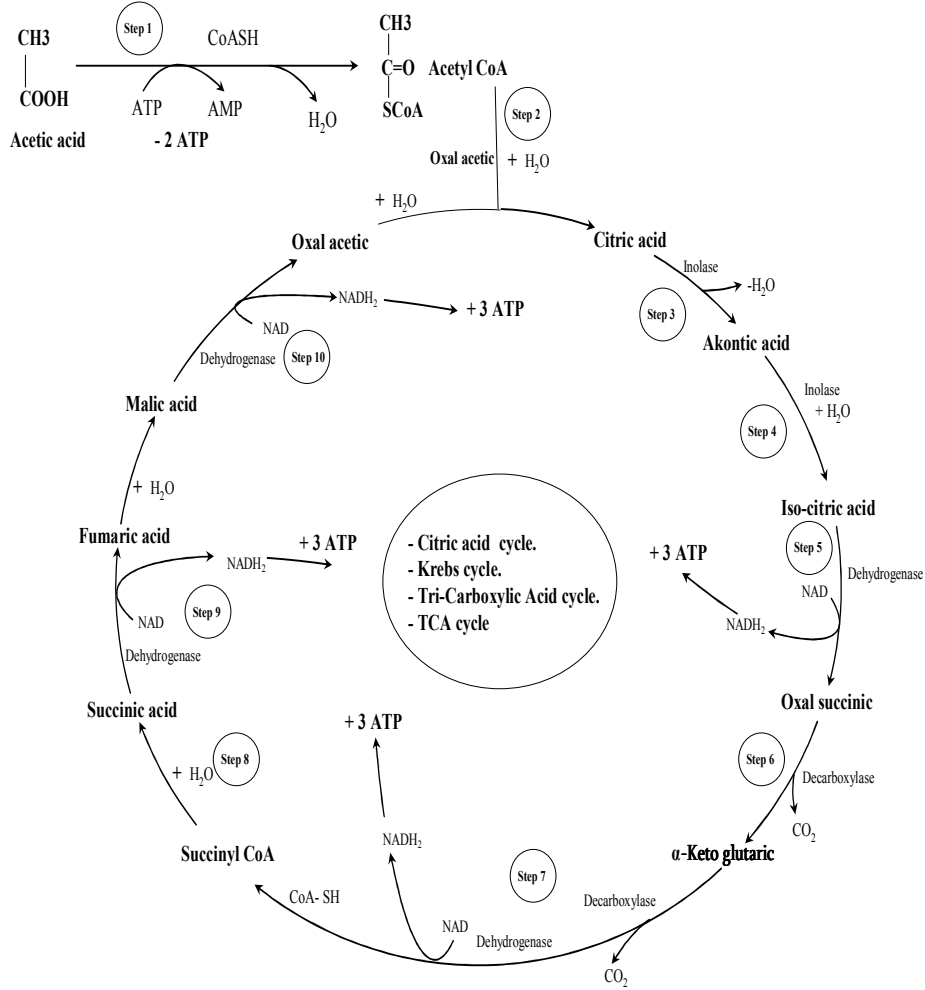 CH3
COOH
Acetic acid
Step 1
CoASH
ATP
AMP
H2O
- 2 ATP
CH3
C=O
SCoA
Acetyl CoA
Step 2
Oxal acetic
+ H2O
+ H2O
Oxal acetic
Citric acid
Inolase
-H2O
Step 3
Akontic acid
Inolase
+ H2O
Step 4
Iso-citric acid
Step 5
Dehydrogenase
NAD
NADH2
+ 3 ATP
Oxal succinic
Step 6
Decarboxylase
CO2
α-Keto glutaric
Decarboxylase
CO2
Step 7
Dehydrogenase
NAD
NADH2
+ 3 ATP
CoA- SH
Succinyl CoA
Step 8
+ H2O
Succinic acid
Dehydrogenase
Step 9
NAD
NADH2
+ 3 ATP
Fumaric acid
+ H2O
Malic acid
Dehydrogenase
Step 10
NAD
NADH2
+ 3 ATP
- Citric acid cycle.
- Krebs cycle.
- Tri-Carboxylic Acid cycle.
- TCA cycle